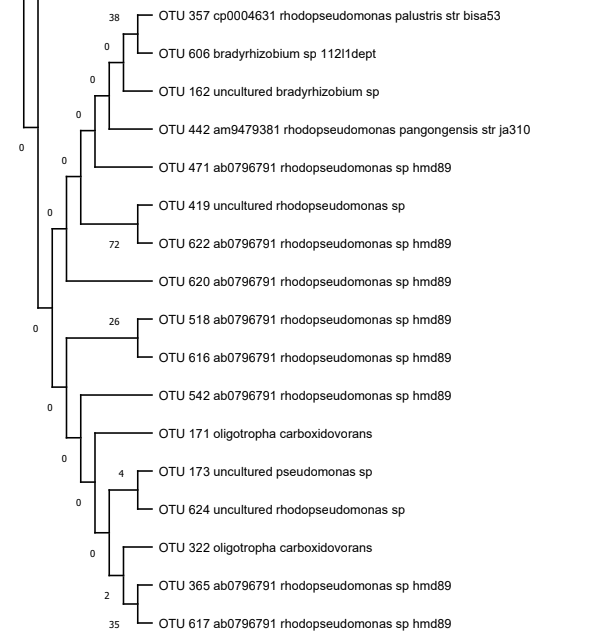 38
OTU 357 cp0004631 rhodopseudomonas palustris str bisa53
0
OTU 606 bradyrhizobium sp 112l1dept
0
OTU 162 uncultured bradyrhizobium sp
0
OTU 442 am9479381 rhodopseudomonas pangongensis str ja310
0
0
OTU 471 ab0796791 rhodopseudomonas sp hmd89
0
OTU 419 uncultured rhodopseudomonas sp
72
OTU 622 ab0796791 rhodopseudomonas sp hmd89
OTU 620 ab0796791 rhodopseudomonas sp hmd89
26
OTU 518 ab0796791 rhodopseudomonas sp hmd89
0
OTU 616 ab0796791 rhodopseudomonas sp hmd89
OTU 542 ab0796791 rhodopseudomonas sp hmd89
0
OTU 171 oligotropha carboxidovorans
0
4
OTU 173 uncultured pseudomonas sp
0
OTU 624 uncultured rhodopseudomonas sp
0
OTU 322 oligotropha carboxidovorans
OTU 365 ab0796791 rhodopseudomonas sp hmd89
2
35
OTU 617 ab0796791 rhodopseudomonas sp hmd89